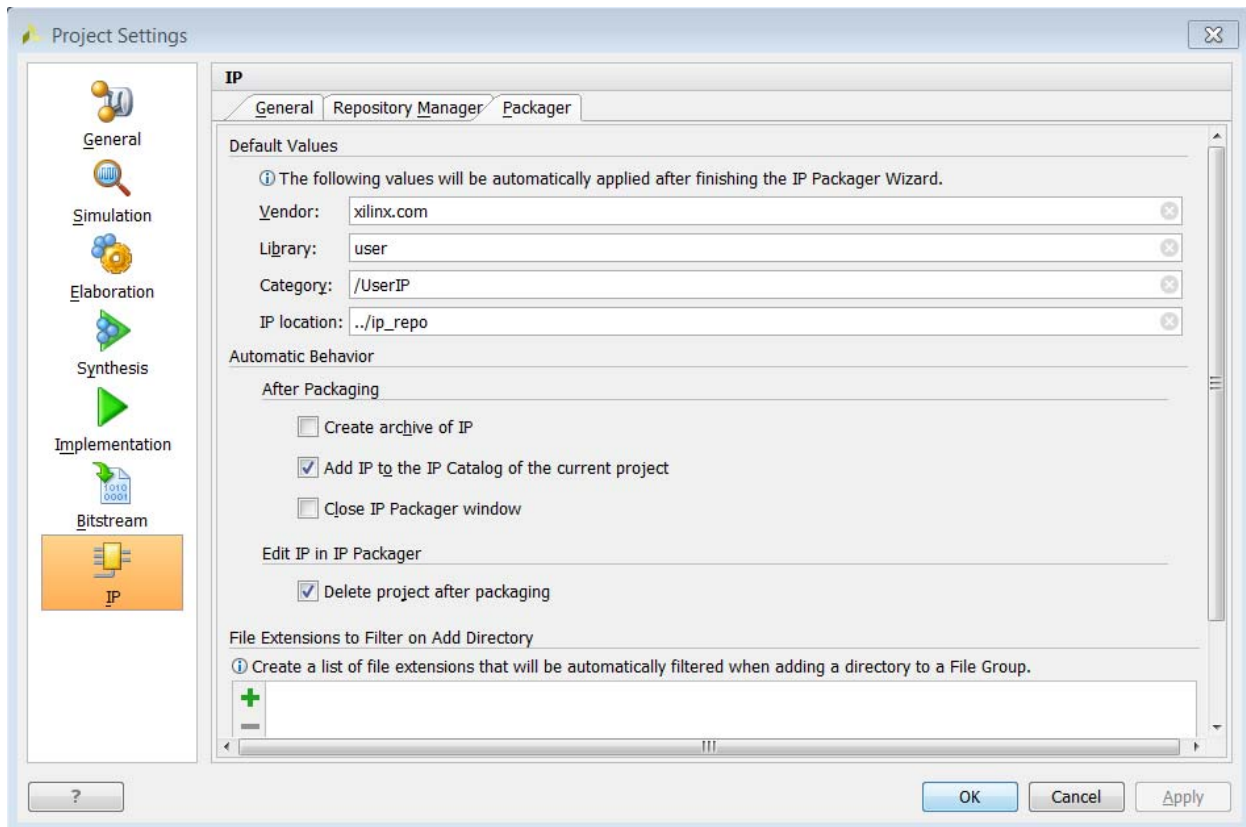 Project Settings
General
Simulation
Elaboration
Synthesis
Implementation
1010
0001
Bitstream
IP
IP
General Repository Manager Packager
Default Values
The following values will be automatically applied after finishing the IP Packager Wizard.
Vendor: xilinx.com
Library: user
Category: /UserIP
IP location: ../ip_repo
Automatic Behavior
After Packaging
Create archive of IP
Add IP to the IP Catalog of the current project
Close IP Packager window
Edit IP in IP Packager
Delete project after packaging
File Extensions to Filter on Add Directory
Create a list of file extensions that will be automatically filtered when adding a directory to a File Group.
? OK Cancel Apply